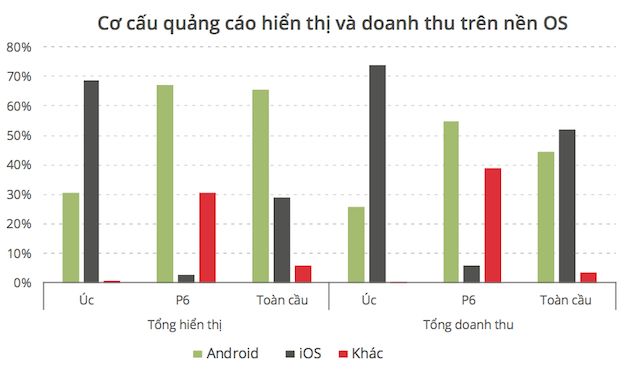 Cơ cấu quảng cáo hiển thị và doanh thu trên nền OS
80%
70%
60%
50%
40%
30%
20%
10%
0%
Úc P6 Toàn cầu Úc P6 Toàn cầu
Tổng hiển thị Tổng doanh thu
Android iOS Khác